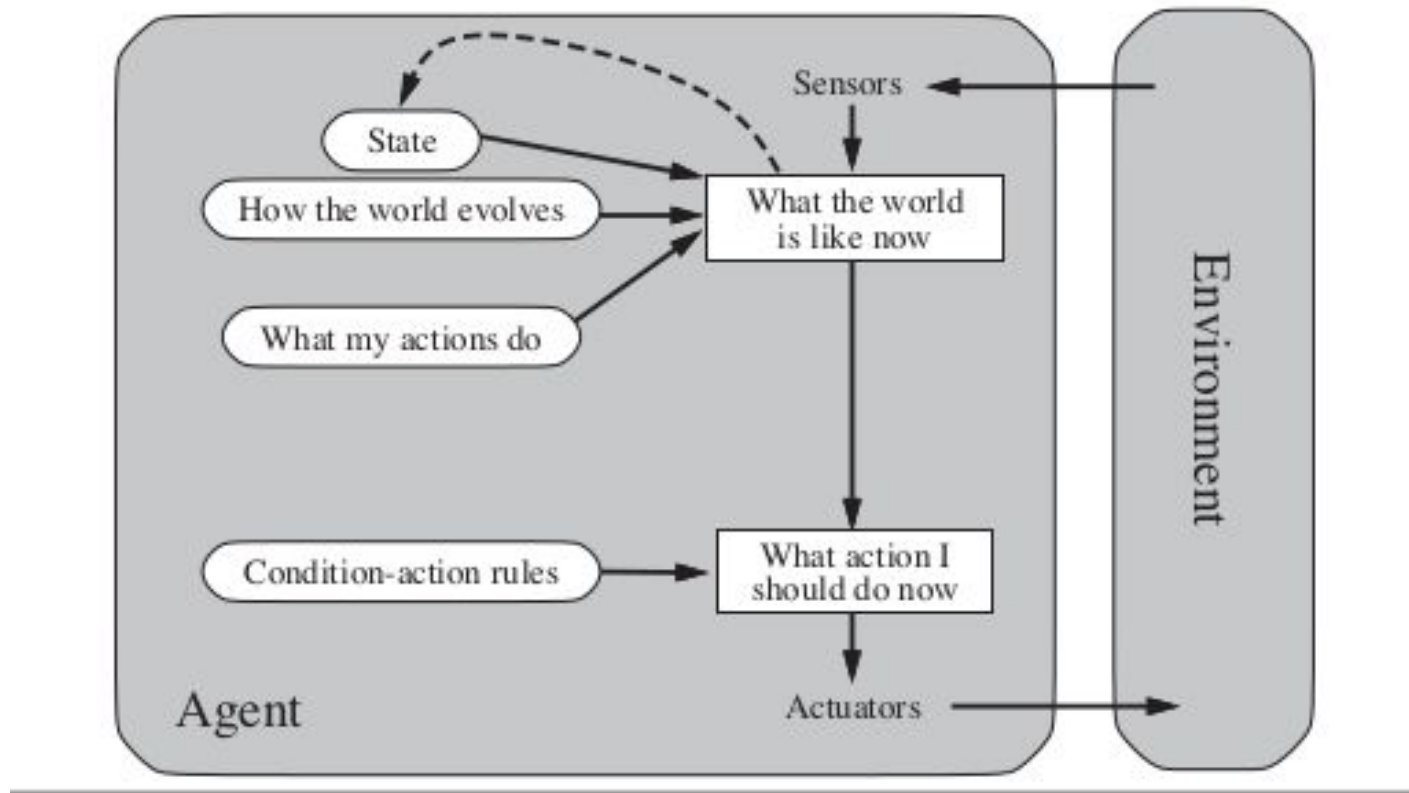 Sensors
State
What the world
is like now
How the world evolves
What my actions do
Environment
Condition-action rules
What action I
should do now
Agent
Actuators